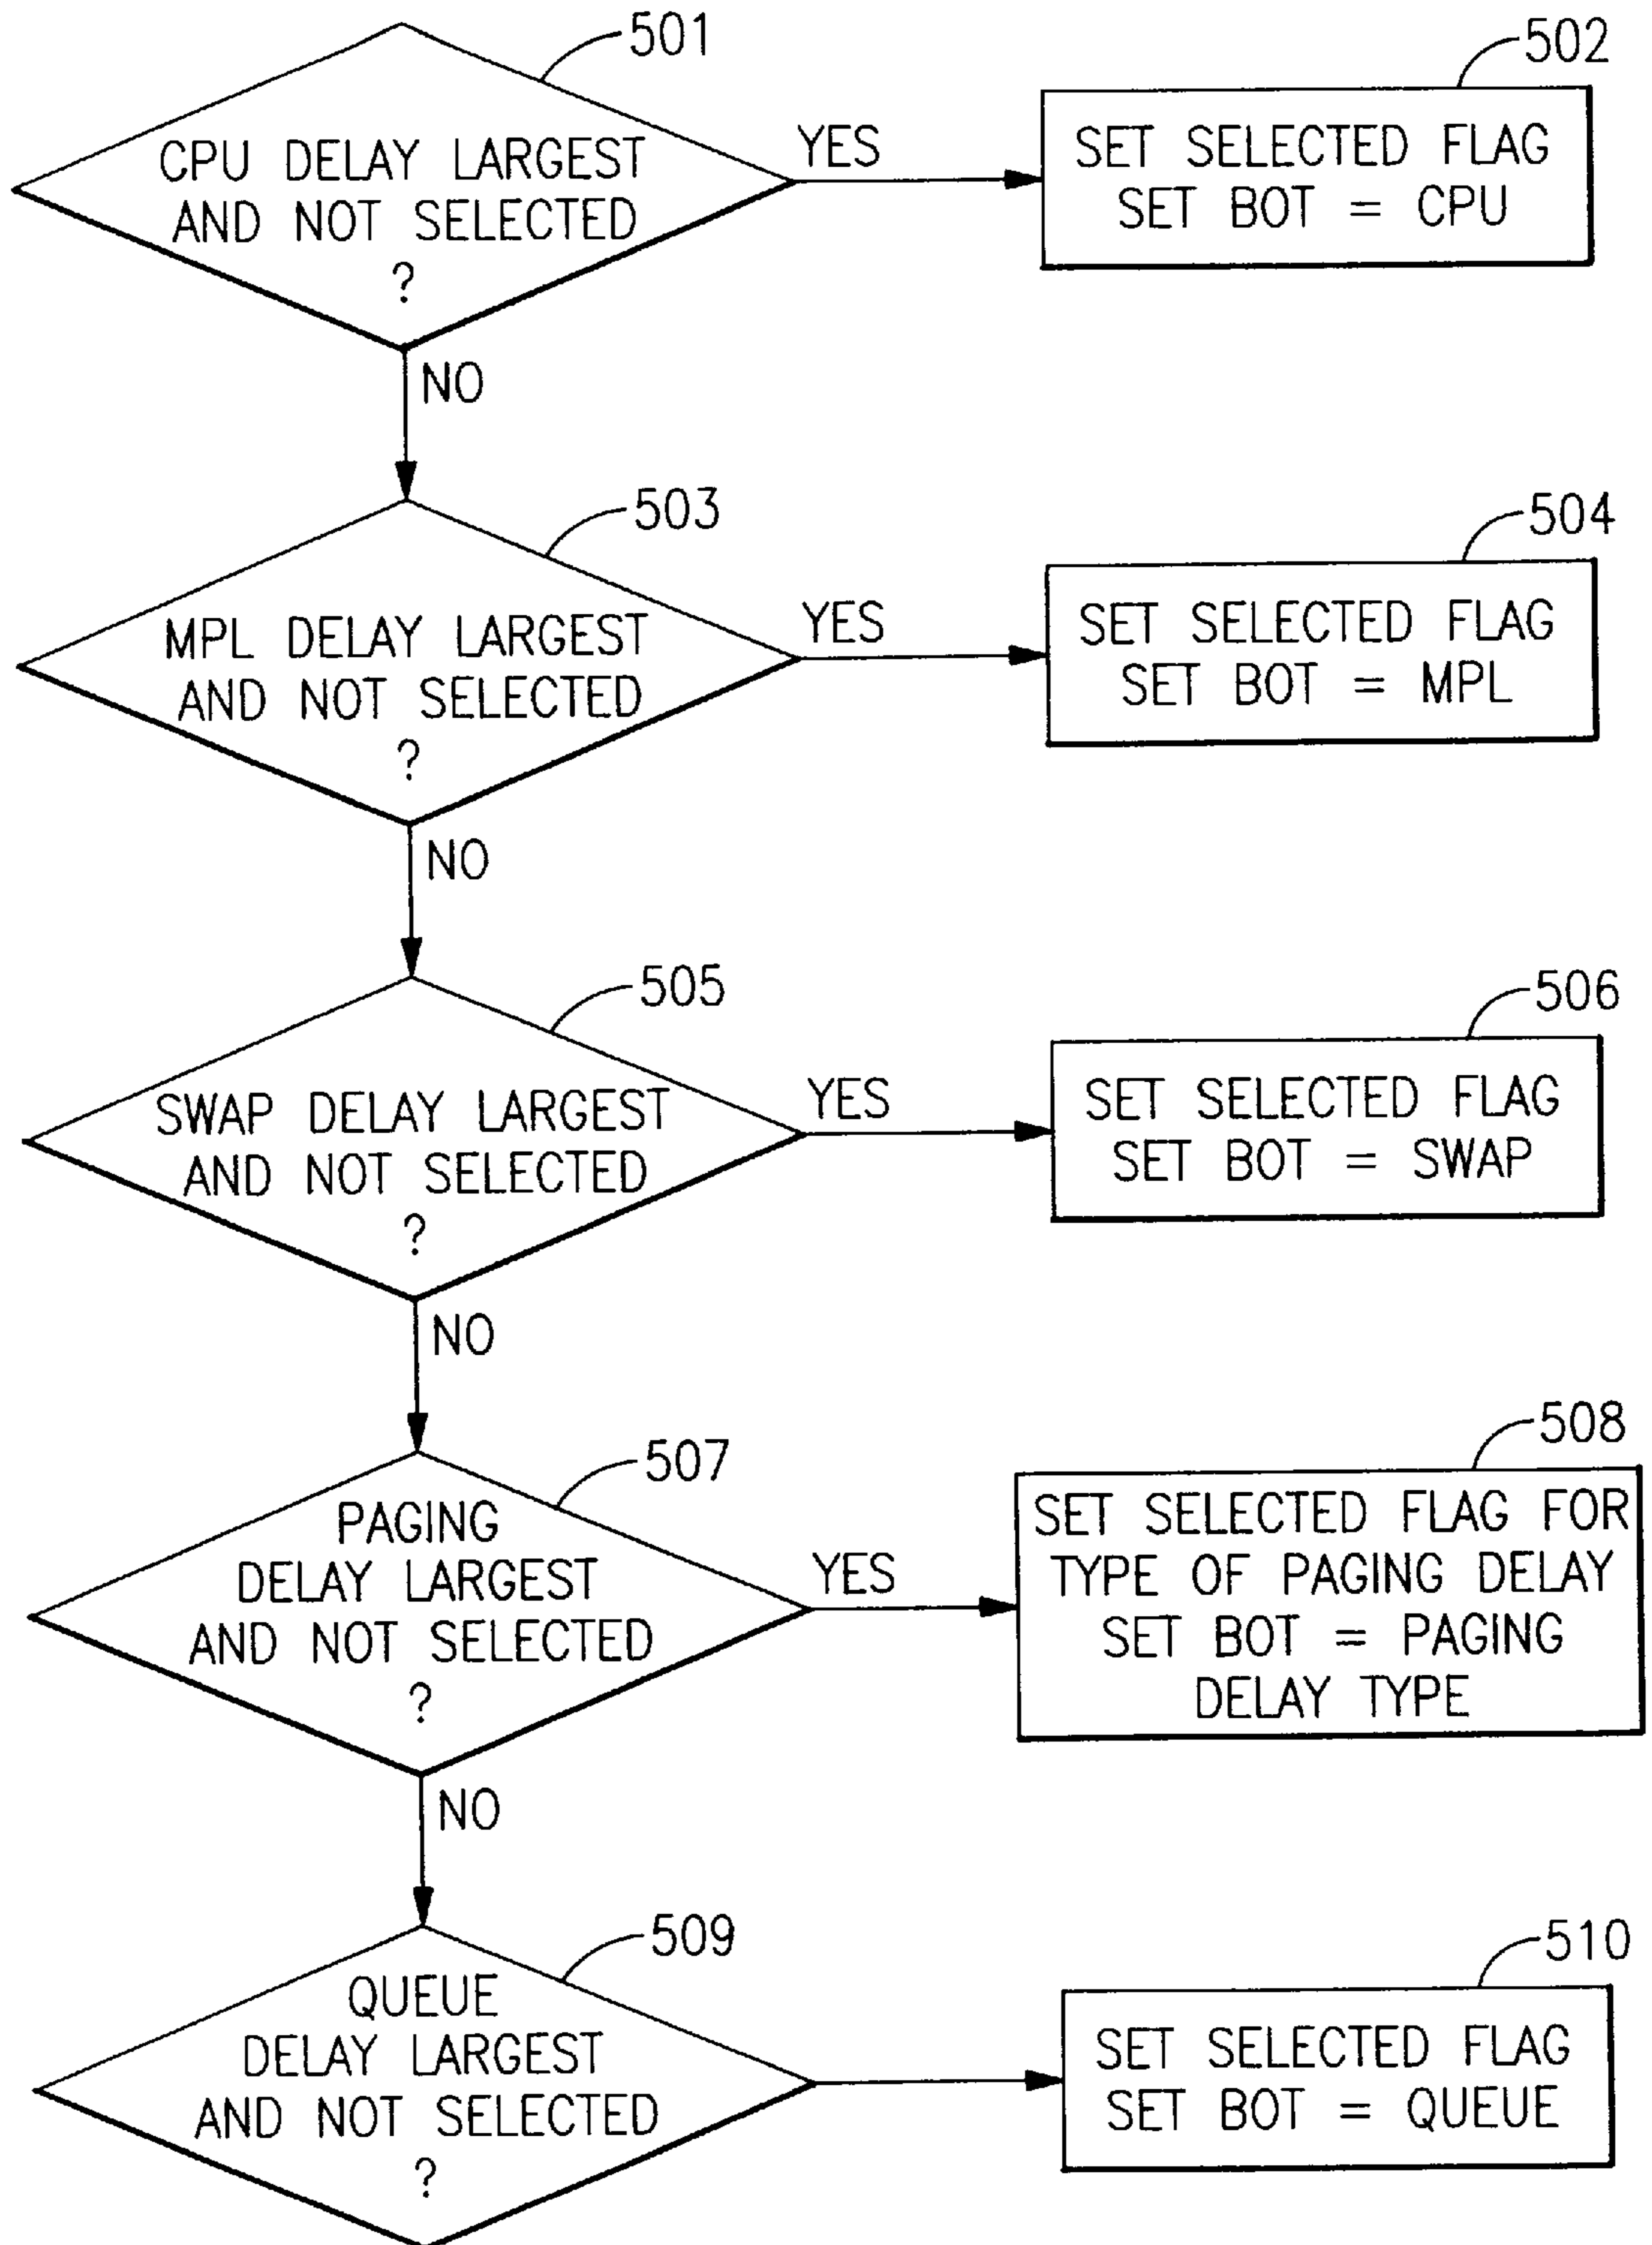 501
CPU DELAY LARGEST
AND NOT SELECTED
?
YES
502
SET SELECTED FLAG
SET BOT = CPU
NO
503
MPL DELAY LARGEST
AND NOT SELECTED
?
YES
504
SET SELECTED FLAG
SET BOT = MPL
NO
505
SWAP DELAY LARGEST
AND NOT SELECTED
?
YES
506
SET SELECTED FLAG
SET BOT = SWAP
NO
507
PAGING
DELAY LARGEST
AND NOT SELECTED
?
YES
508
SET SELECTED FLAG FOR
TYPE OF PAGING DELAY
SET BOT = PAGING
DELAY TYPE
NO
509
QUEUE
DELAY LARGEST
AND NOT SELECTED
?
510
SET SELECTED FLAG
SET BOT = QUEUE